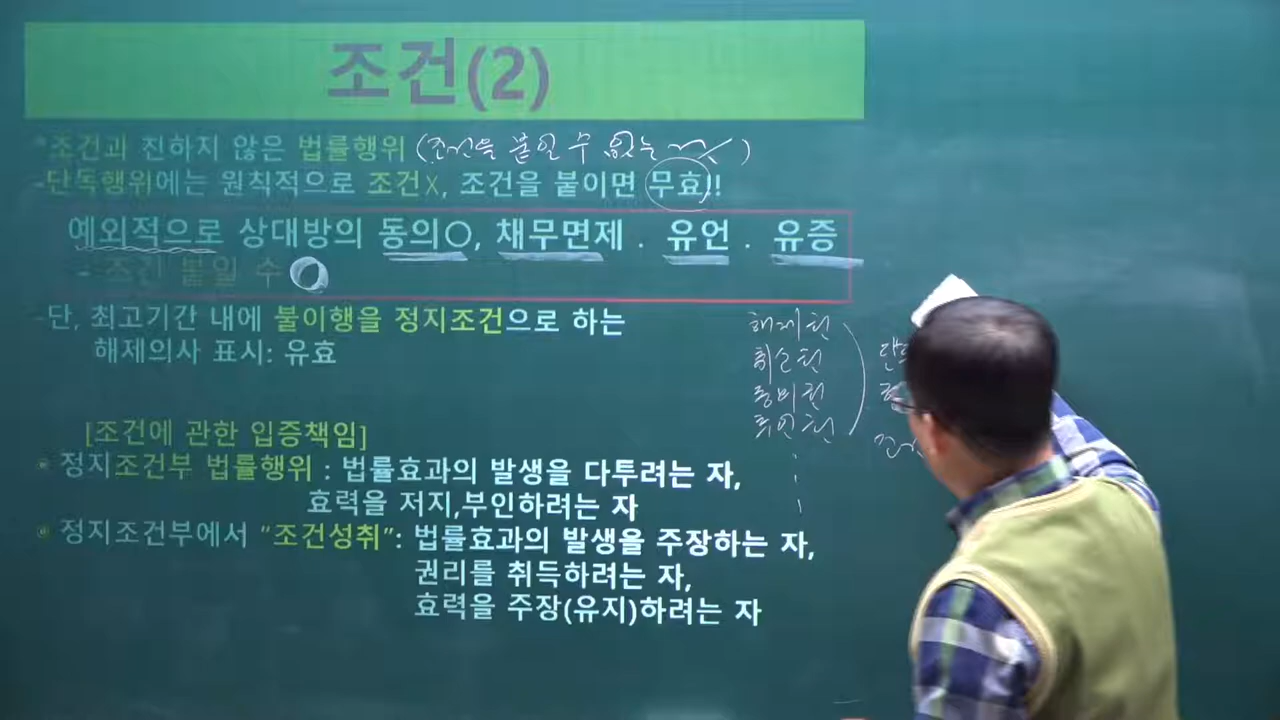 조건(2)
*조건과 친하지 않은 법률행위 (조건을 붙일 수 없는
-단독행위에는 원칙적으로 조건X, 조건을 붙이면 무효!!
예외적으로 상대방의 동의O, 채무면제 . 유언 . 유증
- 조건 붙일 수 O
-단, 최고기간 내에 불이행을 정지조건으로 하는
해제의사 표시: 유효
해제권
취소권
추인권
[조건에 관한 입증책임]
정지조건부 법률행위 : 법률효과의 발생을 다투려는 자,
효력을 저지,부인하려는 자
정지조건부에서 "조건성취": 법률효과의 발생을 주장하는 자,
권리를 취득하려는 자,
효력을 주장(유지)하려는 자